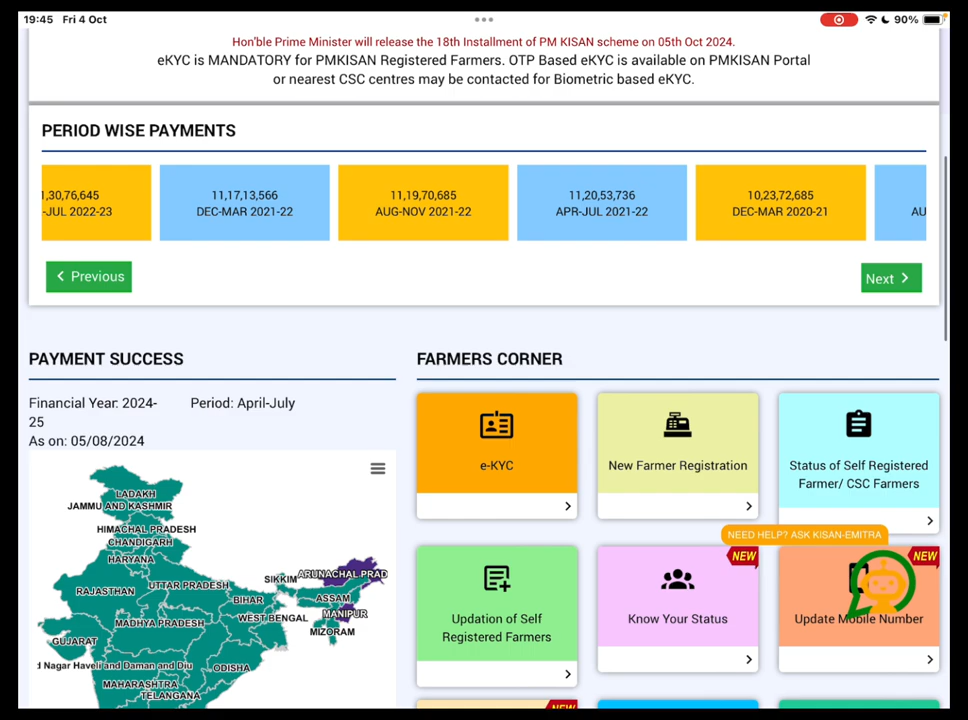 19:45 Fri 4 Oct
90%
Hon'ble Prime Minister will release the 18th Installment of PM KISAN scheme on 05th Oct 2024.
eKYC is MANDATORY for PMKISAN Registered Farmers. OTP Based eKYC is available on PMKISAN Portal
or nearest CSC centres may be contacted for Biometric based eKYC.
PERIOD WISE PAYMENTS
1,30,76,645
-JUL 2022-23
11,17,13,566
DEC-MAR 2021-22
11,19,70,685
AUG-NOV 2021-22
11,20,53,736
APR-JUL 2021-22
10,23,72,685
DEC-MAR 2020-21
AU
Previous
Next
PAYMENT SUCCESS
Financial Year: 2024-
25
Period: April-July
As on: 05/08/2024
LADAKH
JAMMU AND KASHMIR
HIMACHAL PRADESH
CHANDIGARH
HARYANA
ARUNACHAL PRAD
SIKKIM
UTTAR PRADESH
RAJASTHAN
ASSAM
BIHAR
MANIPUR
WEST BENGAL
MADHYA PRADESH
MIZORAM
GUJARAT
d Nagar Haveli and Daman and Diu
ODISHA
MAHARASHTRA
TELANGANA
FARMERS CORNER
e-KYC
New Farmer Registration
Status of Self Registered
Farmer/ CSC Farmers
NEED HELP? ASK KISAN-EMITRA
Updation of Self
Registered Farmers
NEW
Know Your Status
NEW
Update Mobile Number
NEW